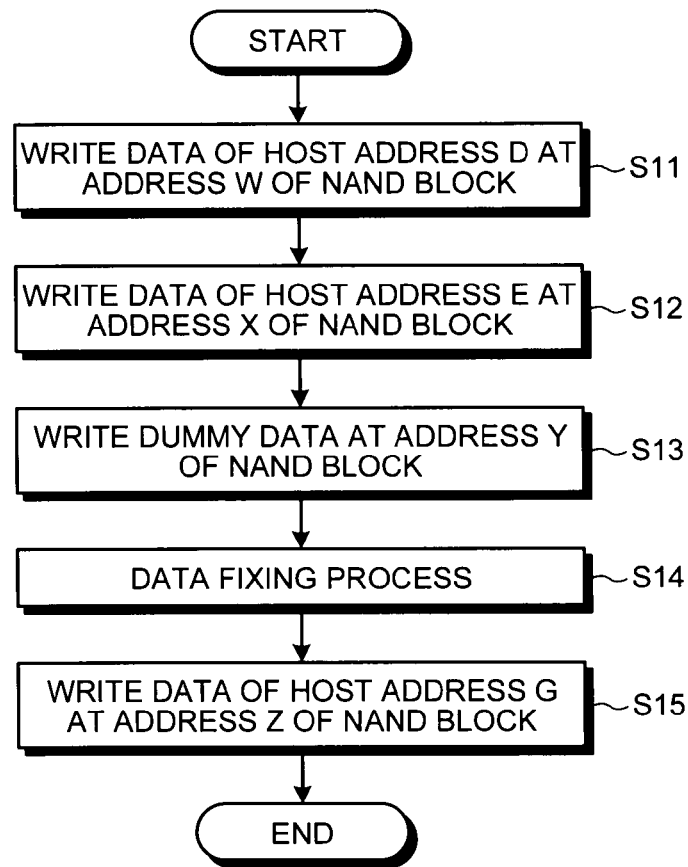 START
WRITE DATA OF HOST ADDRESS D AT
ADDRESS W OF NAND BLOCK
S11
WRITE DATA OF HOST ADDRESS E AT
ADDRESS X OF NAND BLOCK
S12
WRITE DUMMY DATA AT ADDRESS Y
OF NAND BLOCK
S13
DATA FIXING PROCESS
S14
WRITE DATA OF HOST ADDRESS G
AT ADDRESS Z OF NAND BLOCK
S15
END